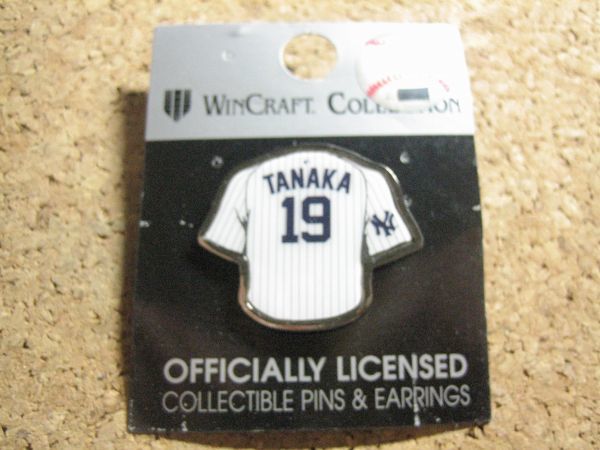 WINCRAFT COLLECTION
TANAKA
19
NY
OFFICIALLY LICENSED
COLLECTIBLE PINS & EARRINGS